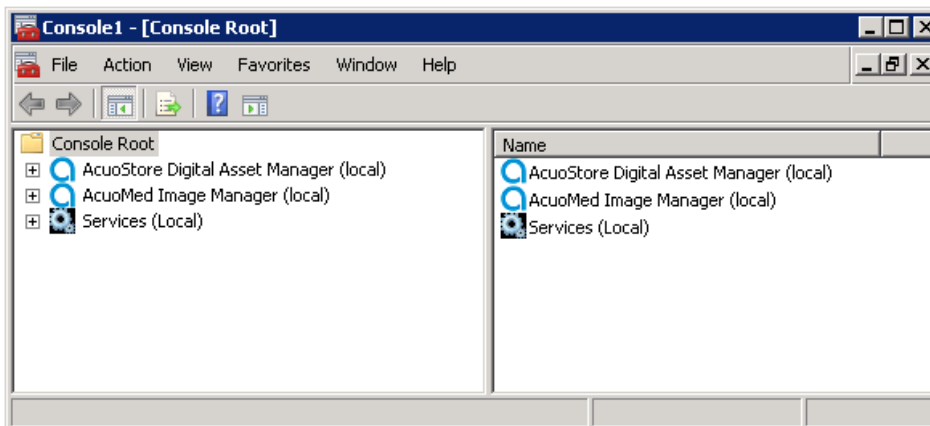 Console1 - [Console Root]
File Action View Favorites Window Help
Console Root
AcuoStore Digital Asset Manager (local)
AcuoMed Image Manager (local)
Services (Local)
Name
AcuoStore Digital Asset Manager (local)
AcuoMed Image Manager (local)
Services (Local)